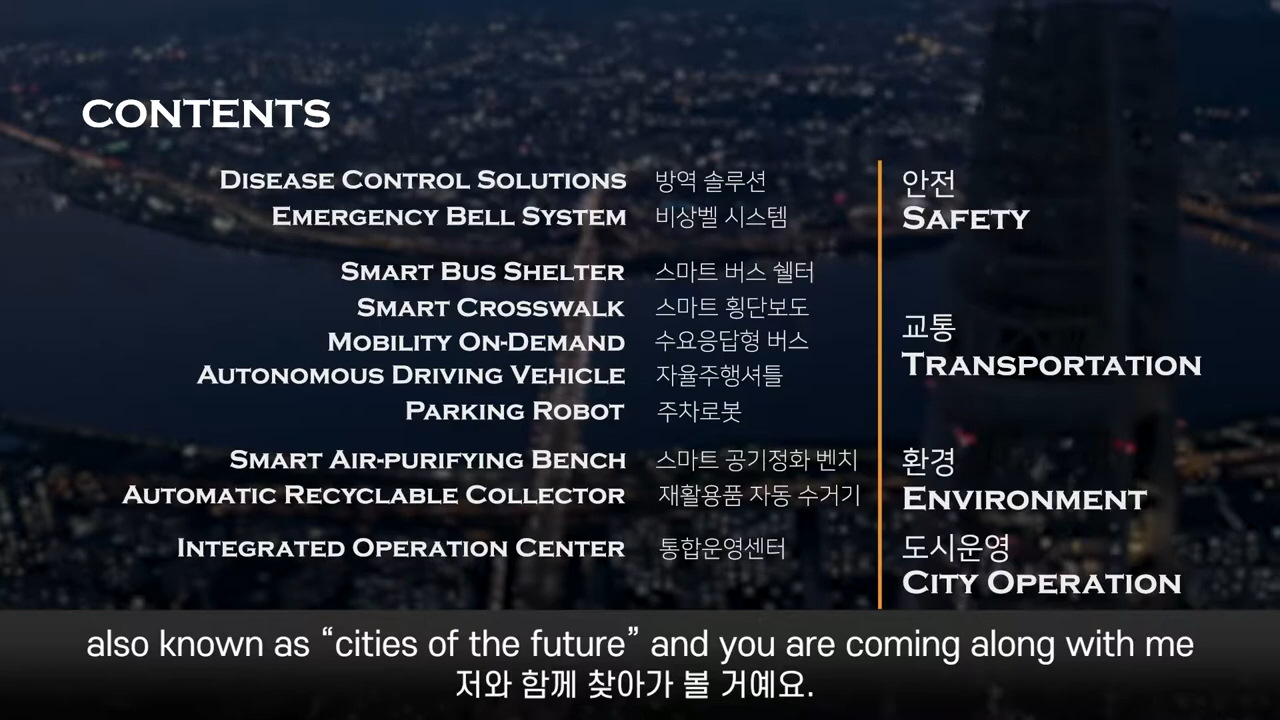 CONTENTS
DISEASE CONTROL SOLUTIONS 방역 솔루션
EMERGENCY BELL SYSTEM 비상벨 시스템
안전
SAFETY
SMART BUS SHELTER 스마트 버스 쉘터
SMART CROSSWALK 스마트 횡단보도
MOBILITY ON-DEMAND 수요응답형 버스
AUTONOMOUS DRIVING VEHICLE 자율주행셔틀
PARKING ROBOT 주차로봇
교통
TRANSPORTATION
SMART AIR-PURIFYING BENCH 스마트 공기정화 벤치
AUTOMATIC RECYCLABLE COLLECTOR 재활용품 자동 수거기
환경
ENVIRONMENT
INTEGRATED OPERATION CENTER 통합운영센터
도시운영
CITY OPERATION
also known as “cities of the future” and you are coming along with me
저와 함께 찾아가 볼 거예요.